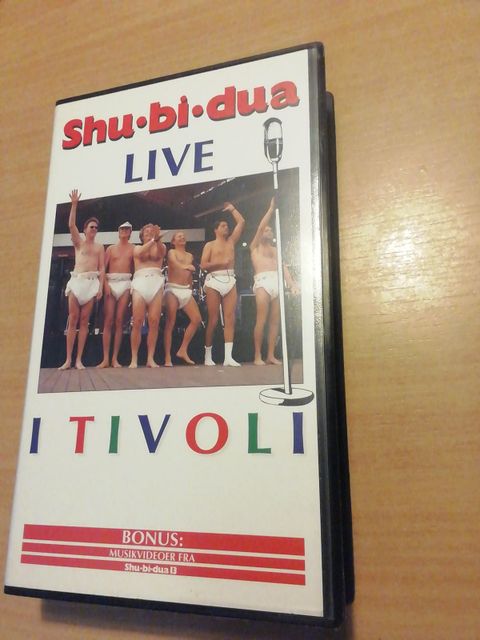 Shu·bi·dua
LIVE
I TIVOLI
BONUS:
MUSIKVIDEOER FRA
Shu-bi-dua 13